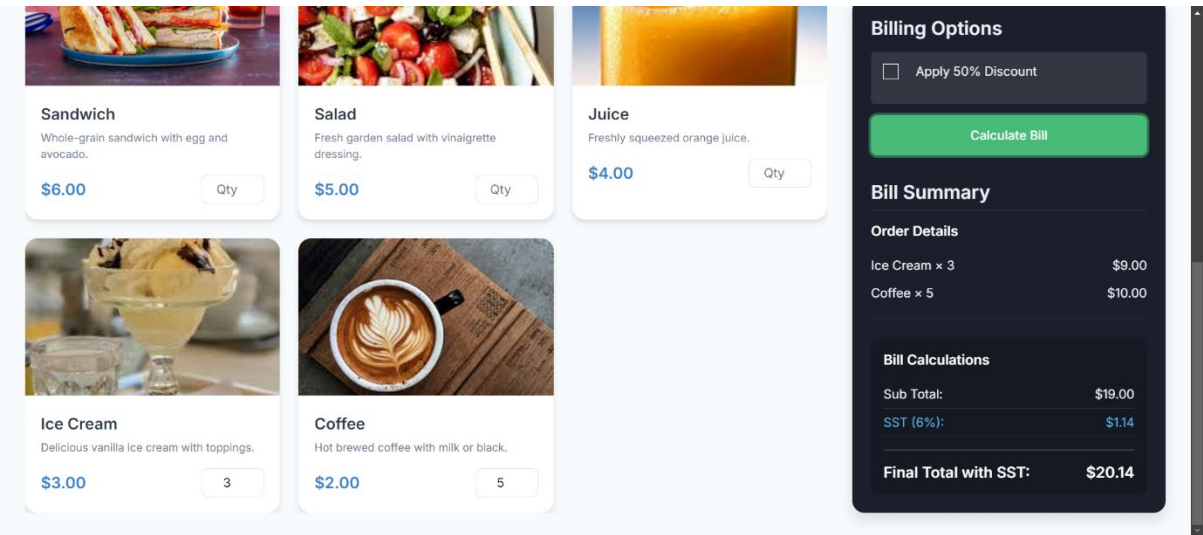 Sandwich
Whole-grain sandwich with egg and
avocado.
$6.00
Qty
Salad
Fresh garden salad with vinaigrette
dressing.
$5.00
Qty
Juice
Freshly squeezed orange juice.
$4.00
Qty
Ice Cream
Delicious vanilla ice cream with toppings.
$3.00
3
Coffee
Hot brewed coffee with milk or black.
$2.00
5
Billing Options
Apply 50% Discount
Calculate Bill
Bill Summary
Order Details
Ice Cream × 3 $9.00
Coffee × 5 $10.00
Bill Calculations
Sub Total: $19.00
SST (6%): $1.14
Final Total with SST: $20.14